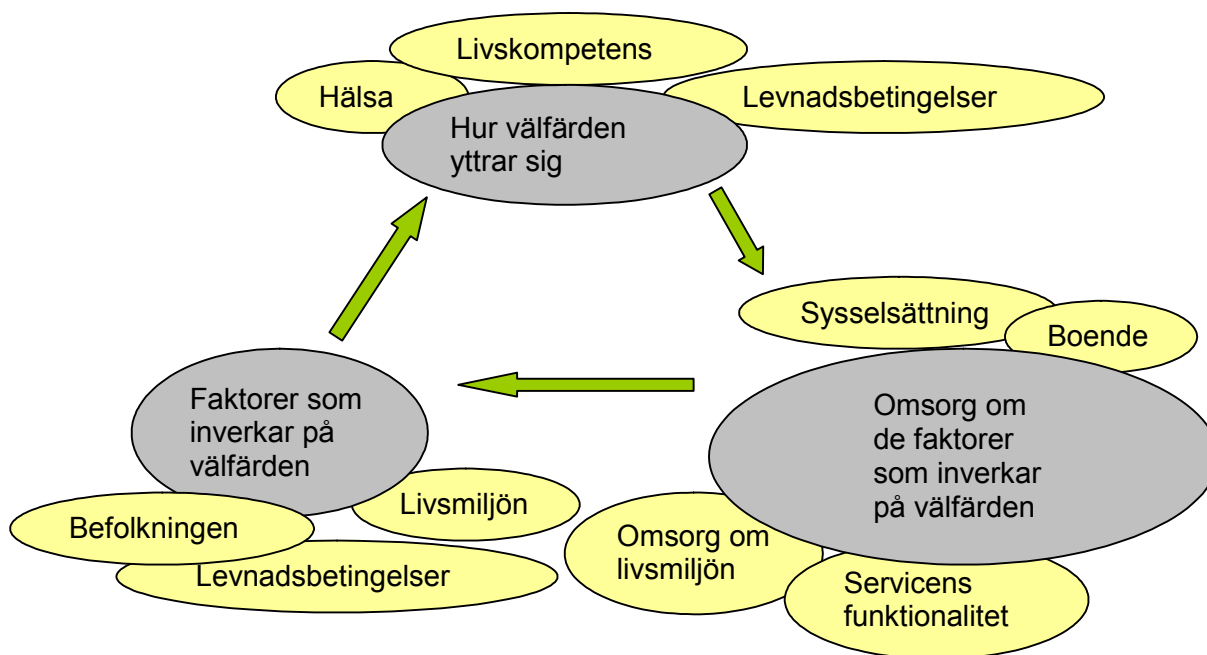 Livskompetens
Hälsa
Levnadsbetingelser
Hur välfärden
yttrar sig
Sysselsättning
Boende
Faktorer som
inverkar på
välfärden
Omsorg om
de faktorer
som inverkar
på välfärden
Livsmiljön
Befolkningen
Levnadsbetingelser
Omsorg om
livsmiljön
Servicens
funktionalitet